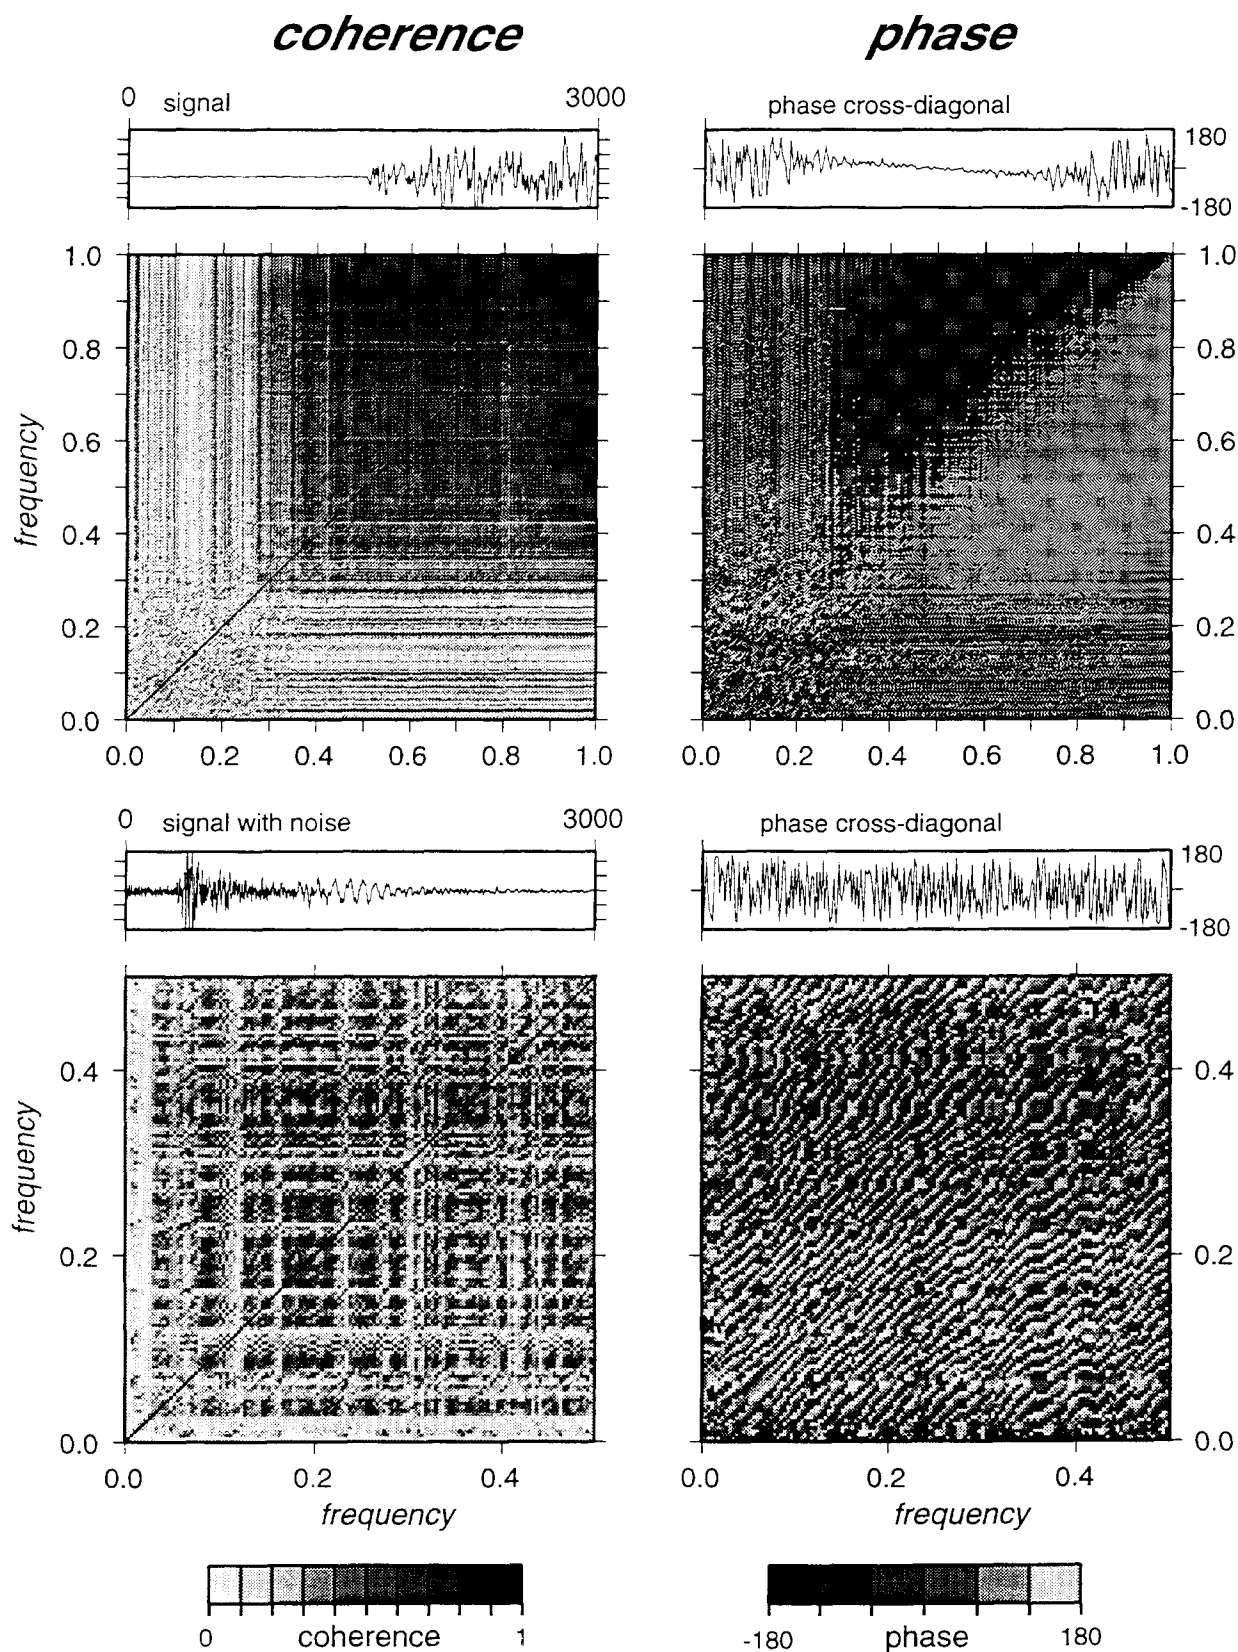 coherence phase
0 signal 3000 phase cross-diagonal 180
-180
1.0 1.0
0.8 0.8
0.6 0.6
frequency
0.4 0.4
0.2 0.2
0.0 0.0
0.0 0.2 0.4 0.6 0.8 1.0 0.0 0.2 0.4 0.6 0.8 1.0
0 signal with noise 3000 phase cross-diagonal 180
-180
0.4 0.4
frequency
0.2 0.2
0.0 0.0
0.0 0.2 0.4 0.0 0.2 0.4
frequency frequency
0 coherence 1 -180 phase 180